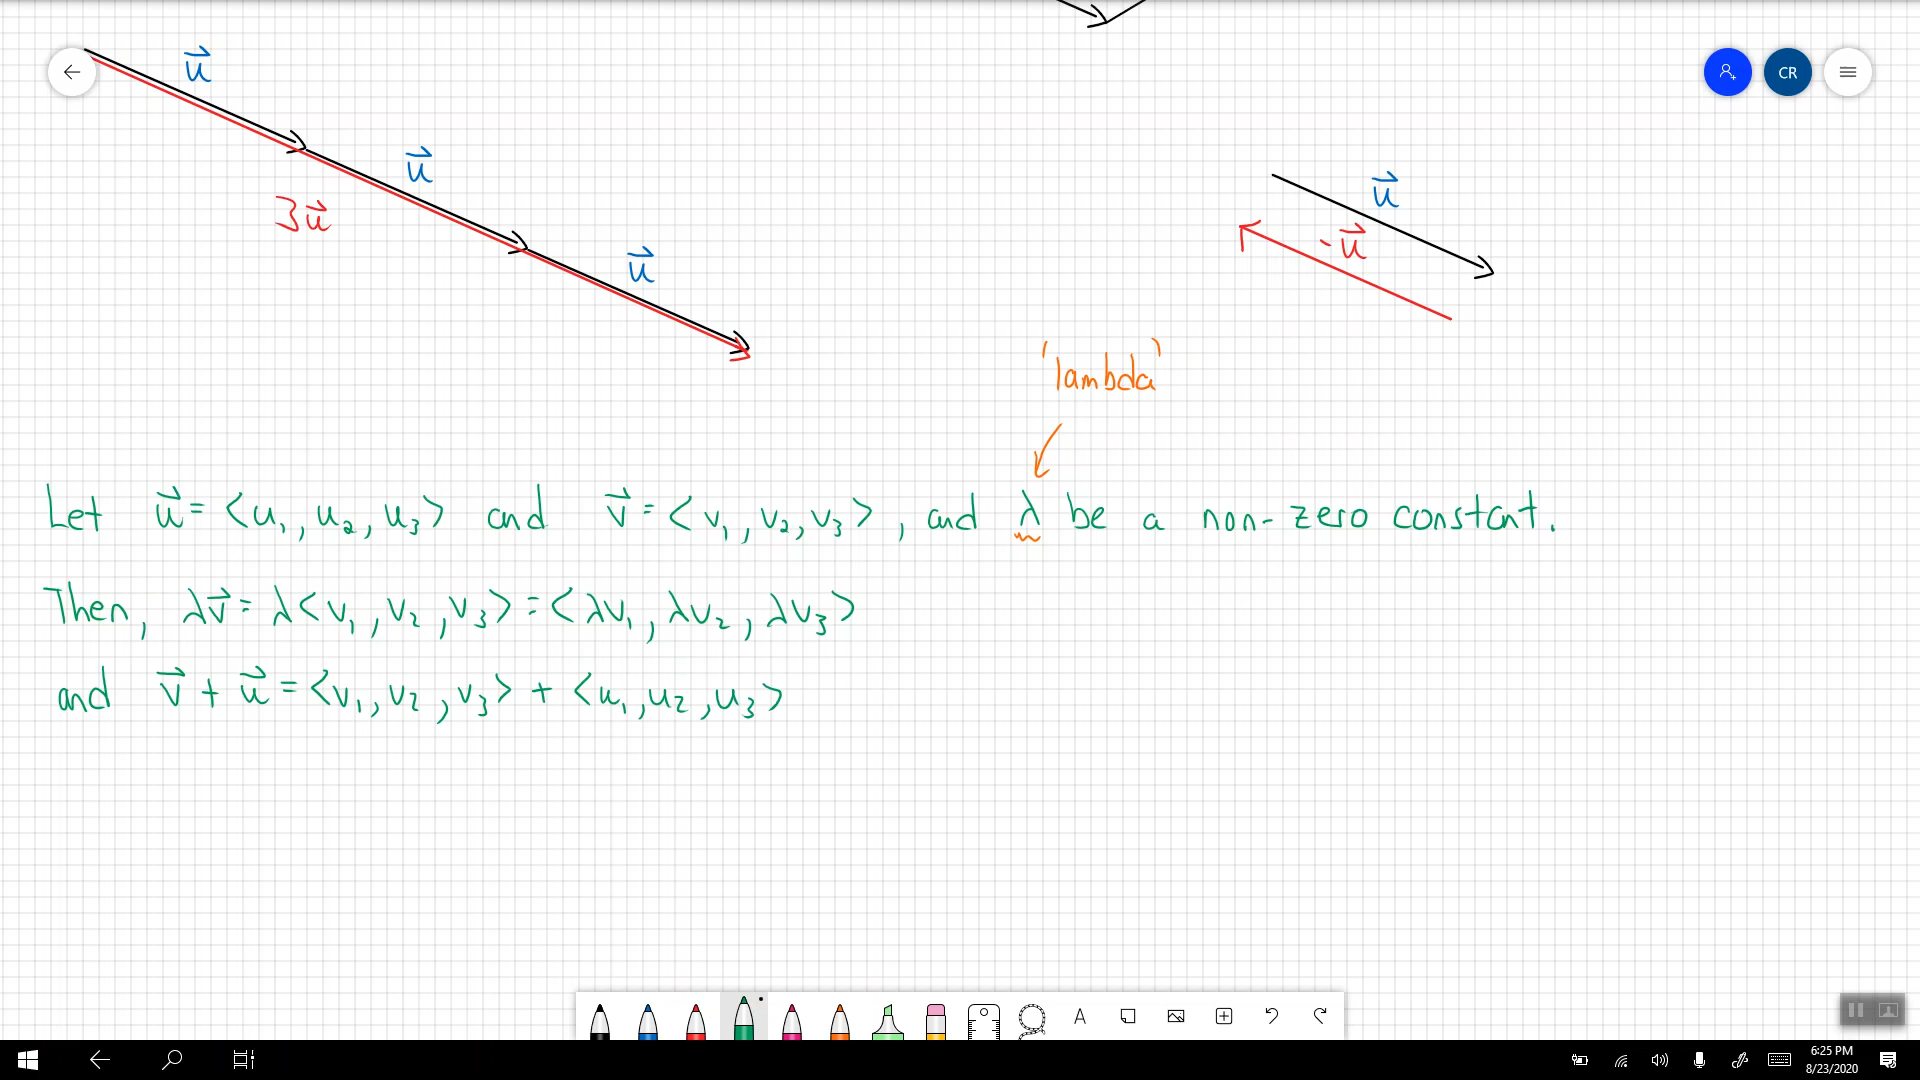 u⃗
CR
u⃗
u⃗
3u⃗
-u⃗
u⃗
'lambda'
Let u⃗ = <u₁, u₂, u₃> and v⃗ = <v₁, v₂, v₃>, and λ be a non-zero constant.
Then, λv⃗ = λ<v₁, v₂, v₃> = <λv₁, λv₂, λv₃>
and v⃗ + u⃗ = <v₁, v₂, v₃> + <u₁, u₂, u₃>
A
6:25 PM
8/23/2020